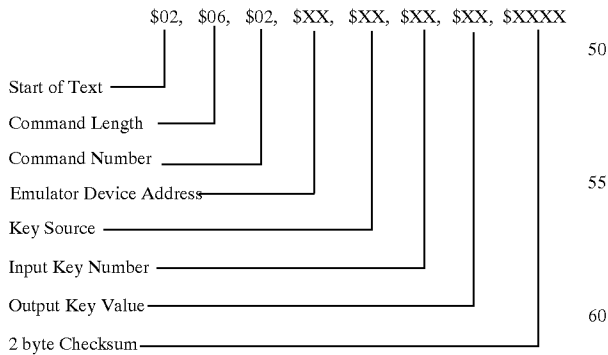 $02, $06, $02, $XX, $XX, $XX, $XX, $XXXX
50
Start of Text
Command Length
Command Number
55
Emulator Device Address
Key Source
Input Key Number
Output Key Value
60
2 byte Checksum